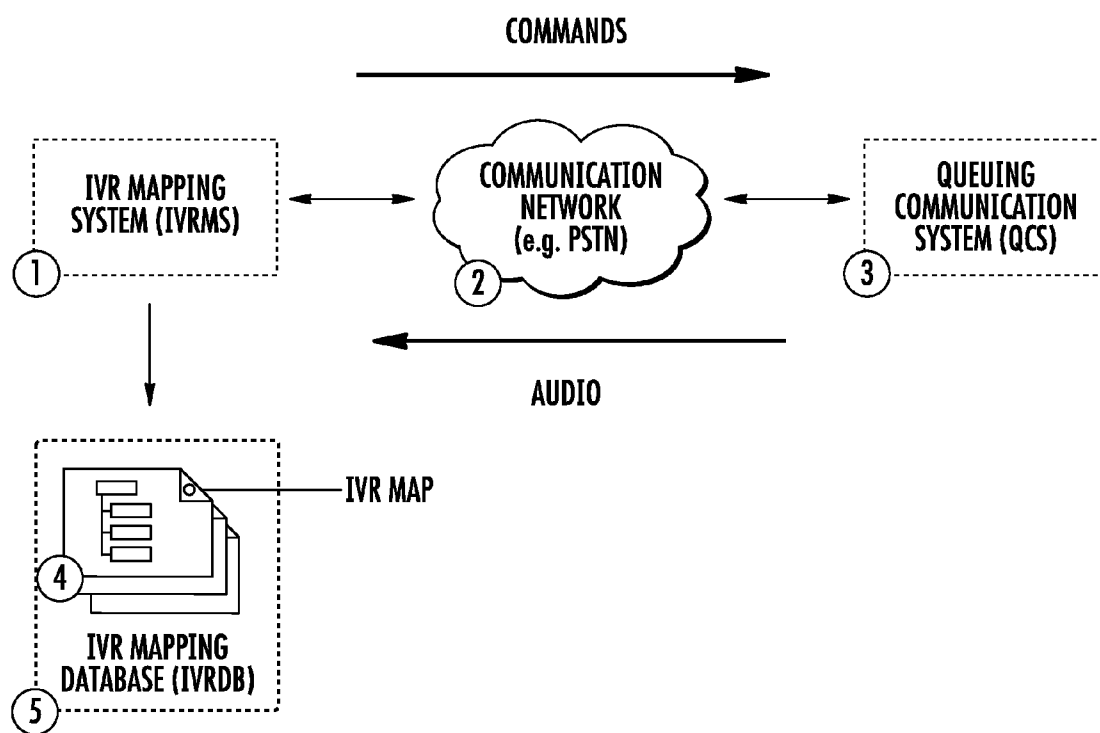 COMMANDS
IVR MAPPING
SYSTEM (IVRMS)
1
COMMUNICATION
NETWORK
(e.g. PSTN)
2
QUEUING
COMMUNICATION
SYSTEM (QCS)
3
AUDIO
IVR MAP
4
IVR MAPPING
DATABASE (IVRDB)
5